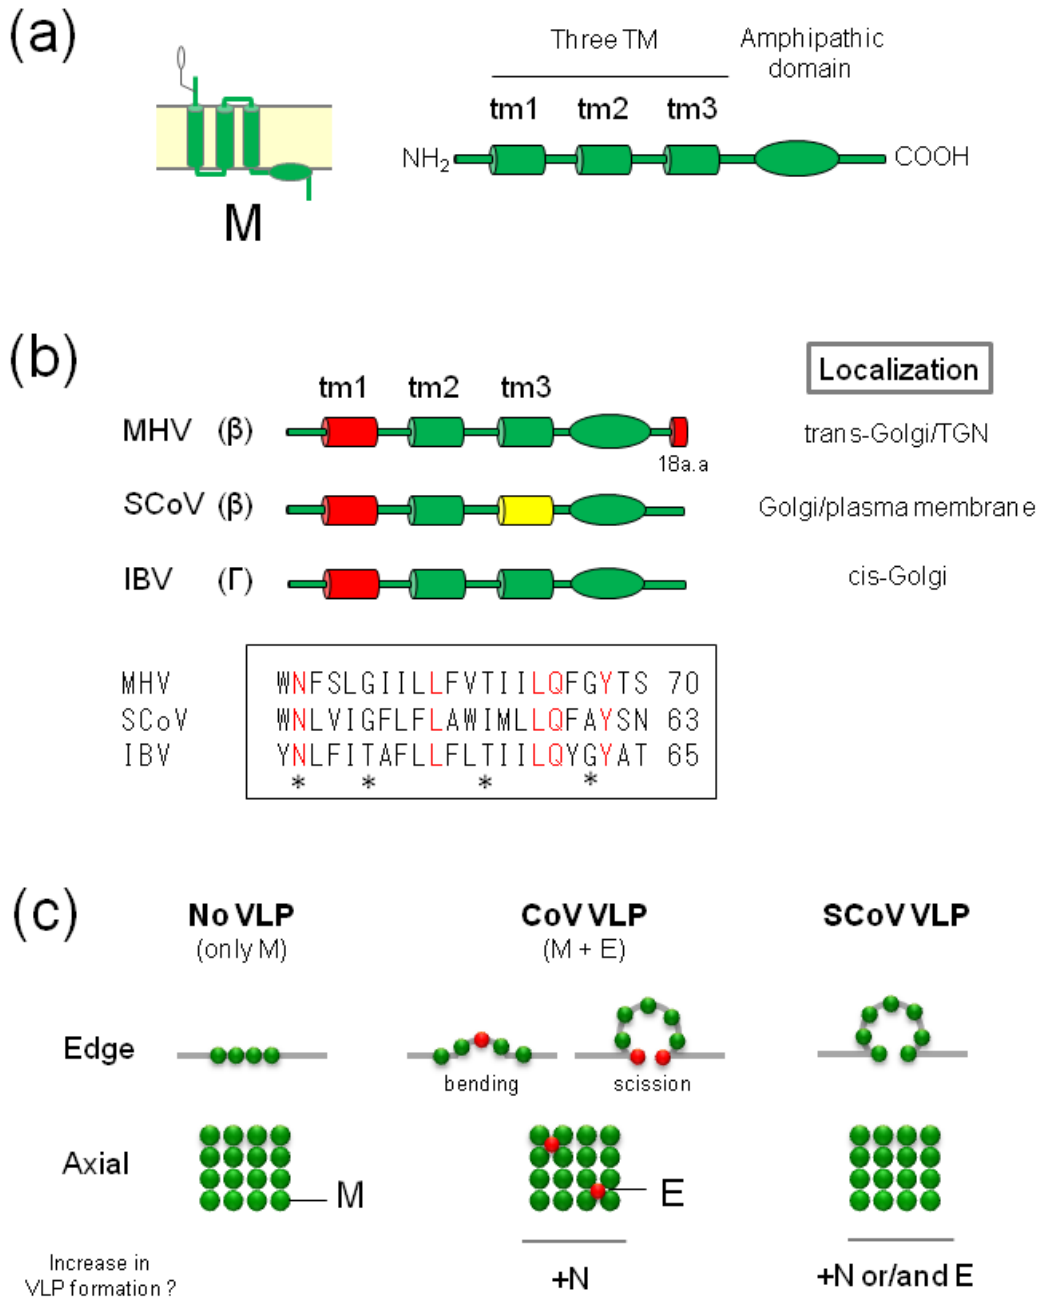 (a)
Three TM
Amphipathic
domain
tm1 tm2 tm3
NH2 COOH
M
(b)
Localization
tm1 tm2 tm3
MHV (β) trans-Golgi/TGN
18a.a
SCoV (β) Golgi/plasma membrane
IBV (Γ) cis-Golgi
MHV WNFSLGIILLFVTIILQFGYTS 70
SCoV WNLVIGFLFLAWIMLLQFAYSN 63
IBV YNLFITAFLLFLTIILQYGYAT 65
* * * *
(c)
No VLP CoV VLP SCoV VLP
(only M) (M + E)
Edge
bending scission
Axial
M E
Increase in
VLP formation ?
+N +N or/and E